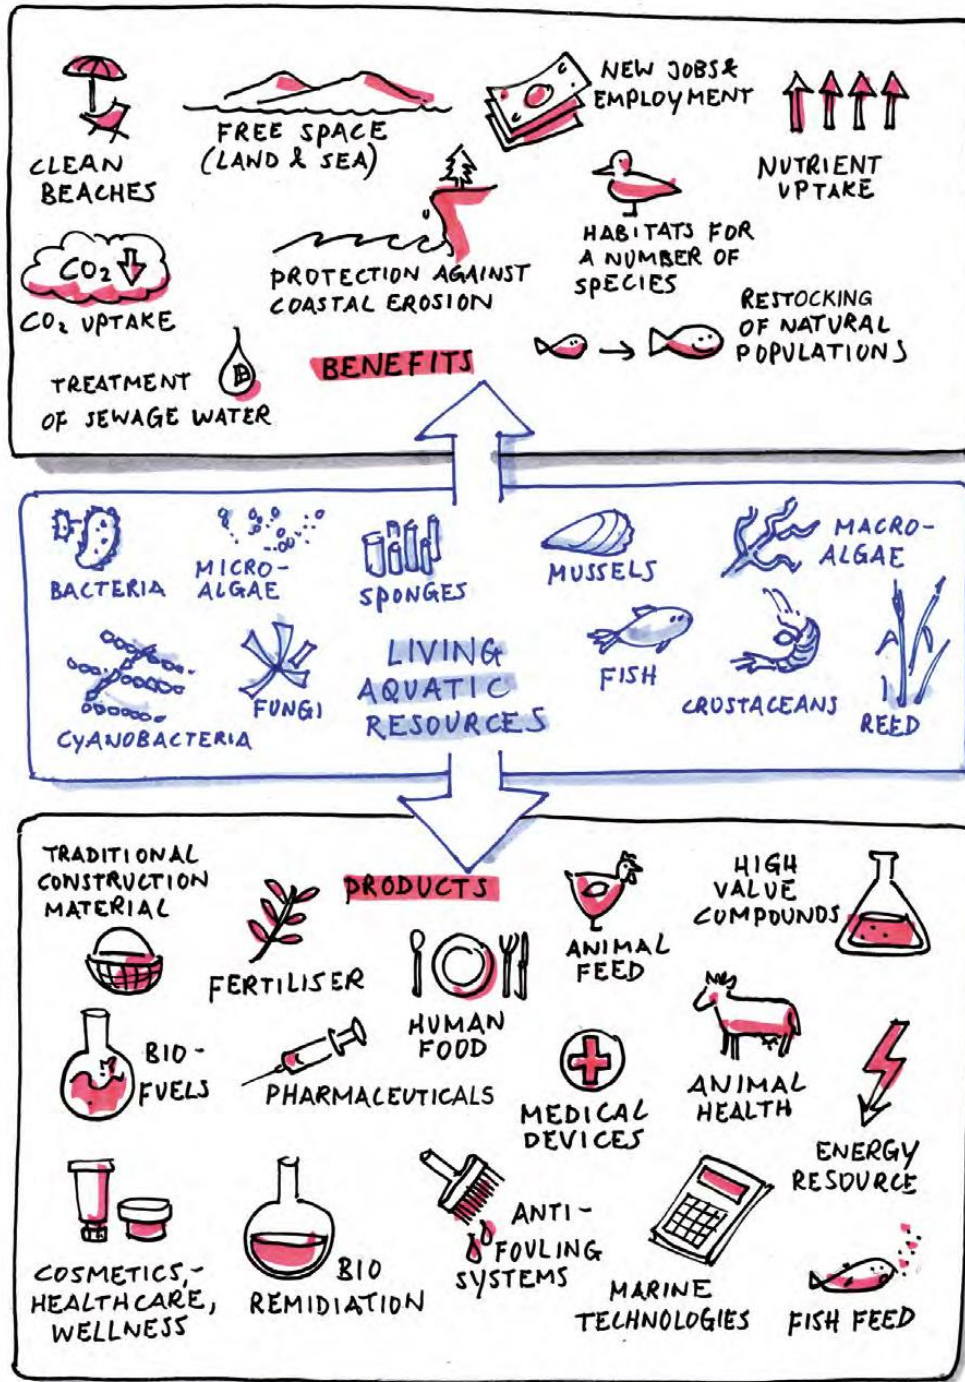 CLEAN
BEACHES
FREE SPACE
(LAND & SEA)
NEW JOBS &
EMPLOYMENT
NUTRIENT
UPTAKE
CO2
CO2 UPTAKE
PROTECTION AGAINST
COASTAL EROSION
HABITATS FOR
A NUMBER OF
SPECIES
RESTOCKING
OF NATURAL
POPULATIONS
TREATMENT
OF SEWAGE WATER
BENEFITS
BACTERIA
MICRO-
ALGAE
SPONGES
MUSSELS
MACRO-
ALGAE
CYANOBACTERIA
FUNGI
LIVING
AQUATIC
RESOURCES
FISH
CRUSTACEANS
REED
TRADITIONAL
CONSTRUCTION
MATERIAL
FERTILISER
PRODUCTS
HUMAN
FOOD
ANIMAL
FEED
HIGH
VALUE
COMPOUNDS
BIO-
FUELS
PHARMACEUTICALS
MEDICAL
DEVICES
ANIMAL
HEALTH
ENERGY
RESOURCE
COSMETICS,-
HEALTHCARE,
WELLNESS
BIO
REMIDIATION
ANTI-
FOULING
SYSTEMS
MARINE
TECHNOLOGIES
FISH FEED